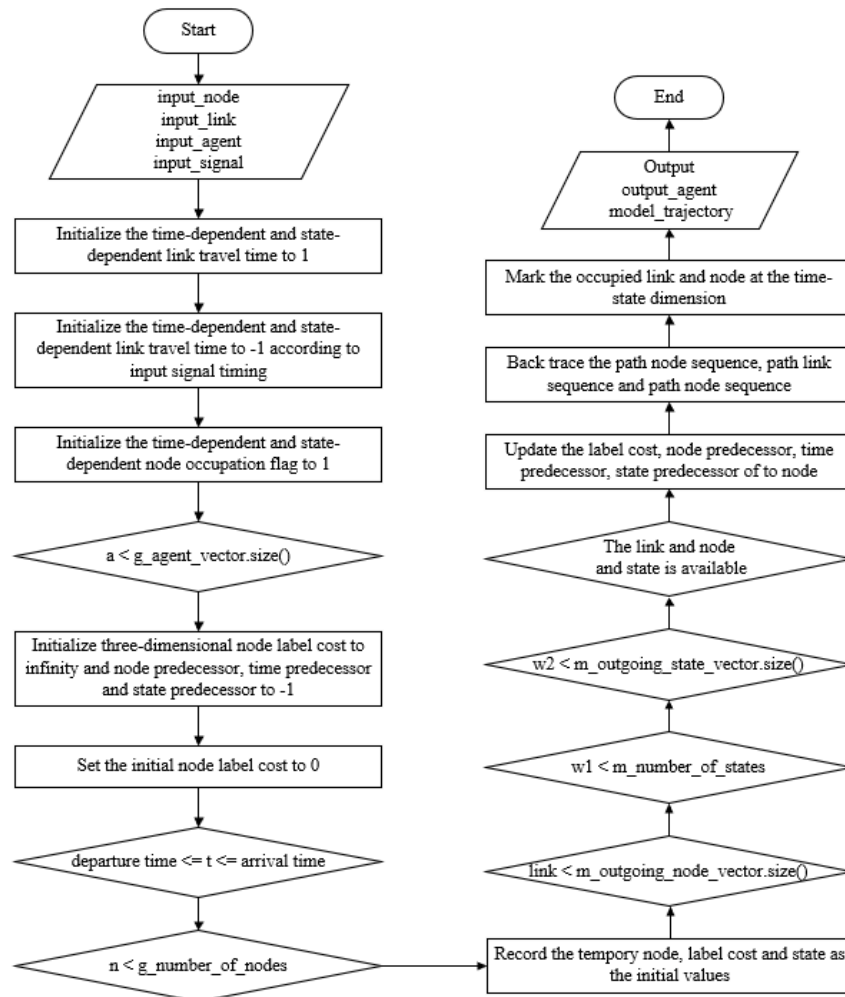 Start
input_node
input_link
input_agent
input_signal
Initialize the time-dependent and state-
dependent link travel time to 1
Initialize the time-dependent and state-
dependent link travel time to -1 according to
input signal timing
Initialize the time-dependent and state-
dependent node occupation flag to 1
a < g_agent_vector.size()
Initialize three-dimensional node label cost to
infinity and node predecessor, time predecessor
and state predecessor to -1
Set the initial node label cost to 0
departure time <= t <= arrival time
n < g_number_of_nodes
Record the tempory node, label cost and state as
the initial values
link < m_outgoing_node_vector.size()
w1 < m_number_of_states
w2 < m_outgoing_state_vector.size()
The link and node
and state is available
Update the label cost, node predecessor, time
predecessor, state predecessor of to node
Back trace the path node sequence, path link
sequence and path node sequence
Mark the occupied link and node at the time-
state dimension
Output
output_agent
model_trajectory
End